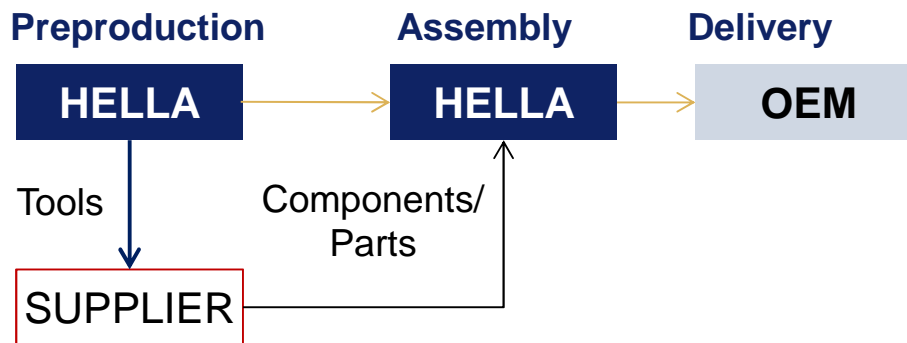 Preproduction Assembly Delivery
HELLA HELLA OEM
Tools
Components/
Parts
SUPPLIER